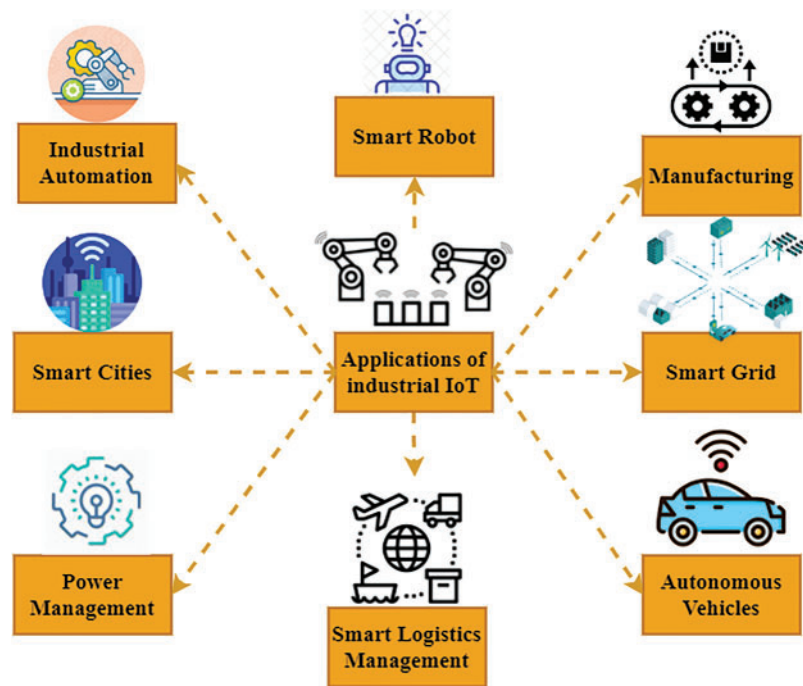 Smart Robot
Industrial
Automation
Manufacturing
Smart Cities
Applications of
industrial IoT
Smart Grid
Power
Management
Smart Logistics
Management
Autonomous
Vehicles